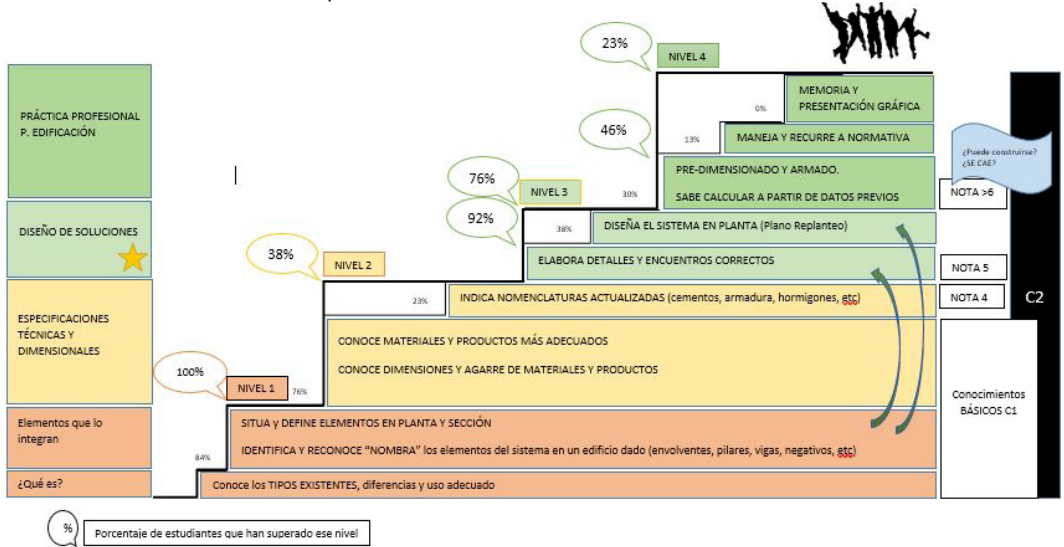 23%
NIVEL 4
MEMORIA Y
PRESENTACIÓN GRÁFICA
0%
PRÁCTICA PROFESIONAL
P. EDIFICACIÓN
46%
13%
MANEJA Y RECURRE A NORMATIVA
¿Puede construirse?
¿SE CAE?
76%
NIVEL 3
30%
PRE-DIMENSIONADO Y ARMADO.
SABE CALCULAR A PARTIR DE DATOS PREVIOS
NOTA >6
92%
DISEÑO DE SOLUCIONES
38%
DISEÑA EL SISTEMA EN PLANTA (Plano Replanteo)
38%
NIVEL 2
ELABORA DETALLES Y ENCUENTROS CORRECTOS
NOTA 5
23%
INDICA NOMENCLATURAS ACTUALIZADAS (cementos, armadura, hormigones, etc)
NOTA 4
C2
ESPECIFICACIONES
TÉCNICAS Y
DIMENSIONALES
CONOCE MATERIALES Y PRODUCTOS MÁS ADECUADOS
CONOCE DIMENSIONES Y AGARRE DE MATERIALES Y PRODUCTOS
100%
NIVEL 1
76%
Conocimientos
BÁSICOS C1
Elementos que lo
integran
SITUA y DEFINE ELEMENTOS EN PLANTA Y SECCIÓN
IDENTIFICA Y RECONOCE “NOMBRA” los elementos del sistema en un edificio dado (envolventes, pilares, vigas, negativos, etc)
84%
¿Qué es?
Conoce los TIPOS EXISTENTES, diferencias y uso adecuado
%
Porcentaje de estudiantes que han superado ese nivel